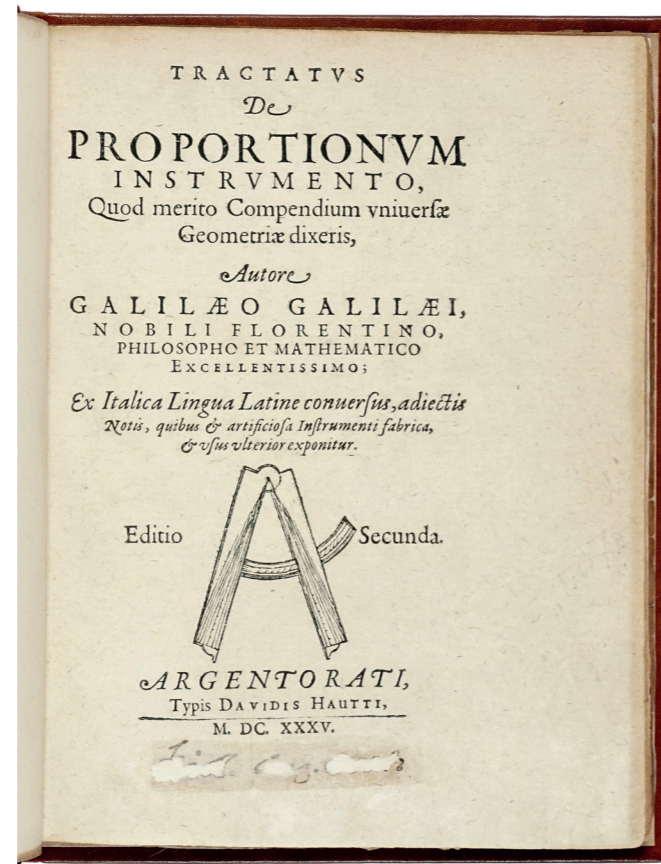 TRACTATVS
De
PROPORTIONVM
INSTRVMENTO,
Quod merito Compendium vniuerſæ
Geometriæ dixeris,
Autore
GALILÆO GALILÆI,
NOBILI FLORENTINO,
PHILOSOPHO ET MATHEMATICO
EXCELLENTISSIMO;
Ex Italica Lingua Latine conuerſus, adiectis
Notis, quibus & artificioſa Inſtrumenti fabrica,
& vſus vlterior exponitur.
Editio Secunda.
ARGENTORATI,
Typis DAVIDIS HAUTTI,
M. DC. XXXV.